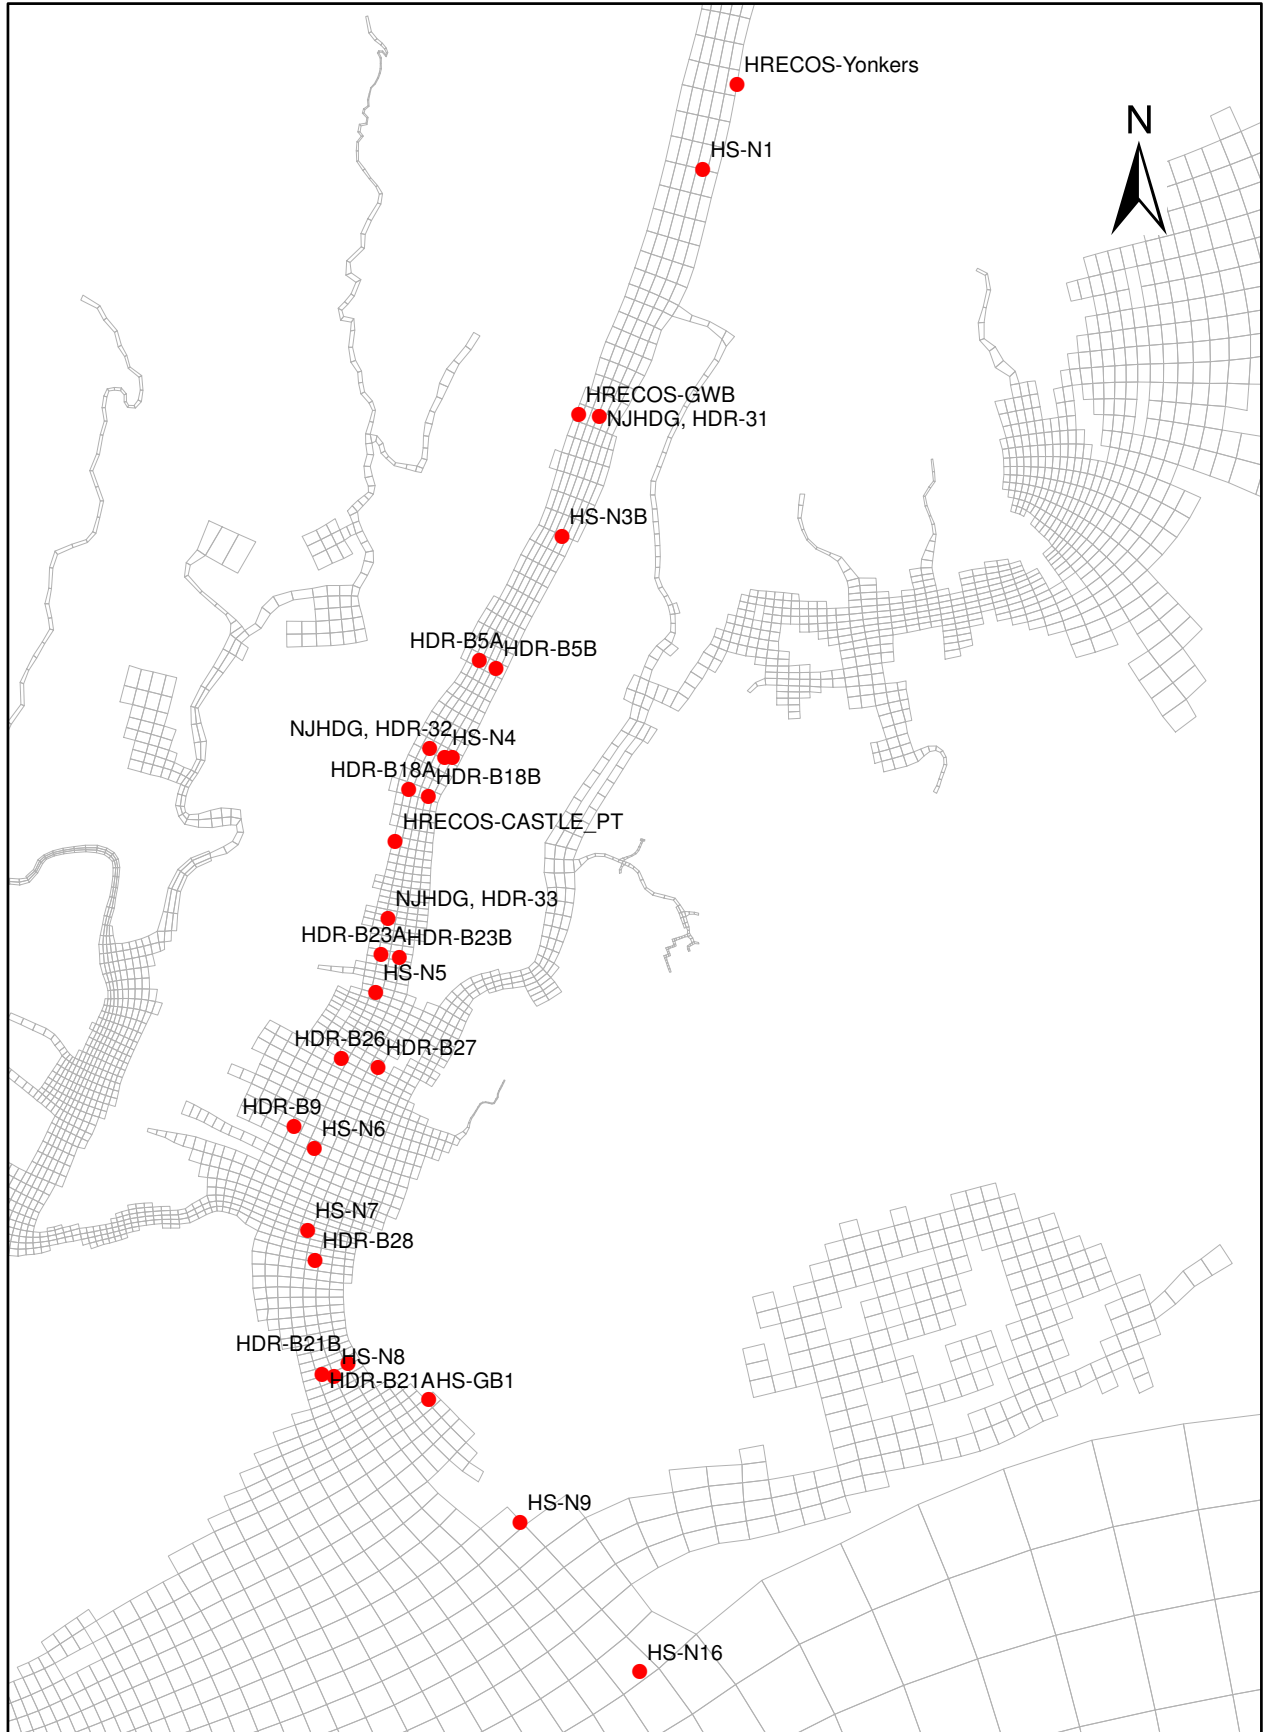 HRECOS-Yonkers
N
HS-N1
HRECOS-GWB
NJHDG, HDR-31
HS-N3B
HDR-B5A
HDR-B5B
NJHDG, HDR-32
HS-N4
HDR-B18A
HDR-B18B
HRECOS-CASTLE_PT
NJHDG, HDR-33
HDR-B23A
HDR-B23B
HS-N5
HDR-B26
HDR-B27
HDR-B9
HS-N6
HS-N7
HDR-B28
HDR-B21B
HS-N8
HDR-B21A
HS-GB1
HS-N9
HS-N16